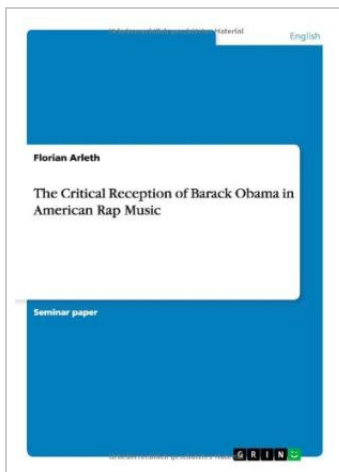 English
Florian Arleth
The Critical Reception of Barack Obama in
American Rap Music
Seminar paper
GRIN